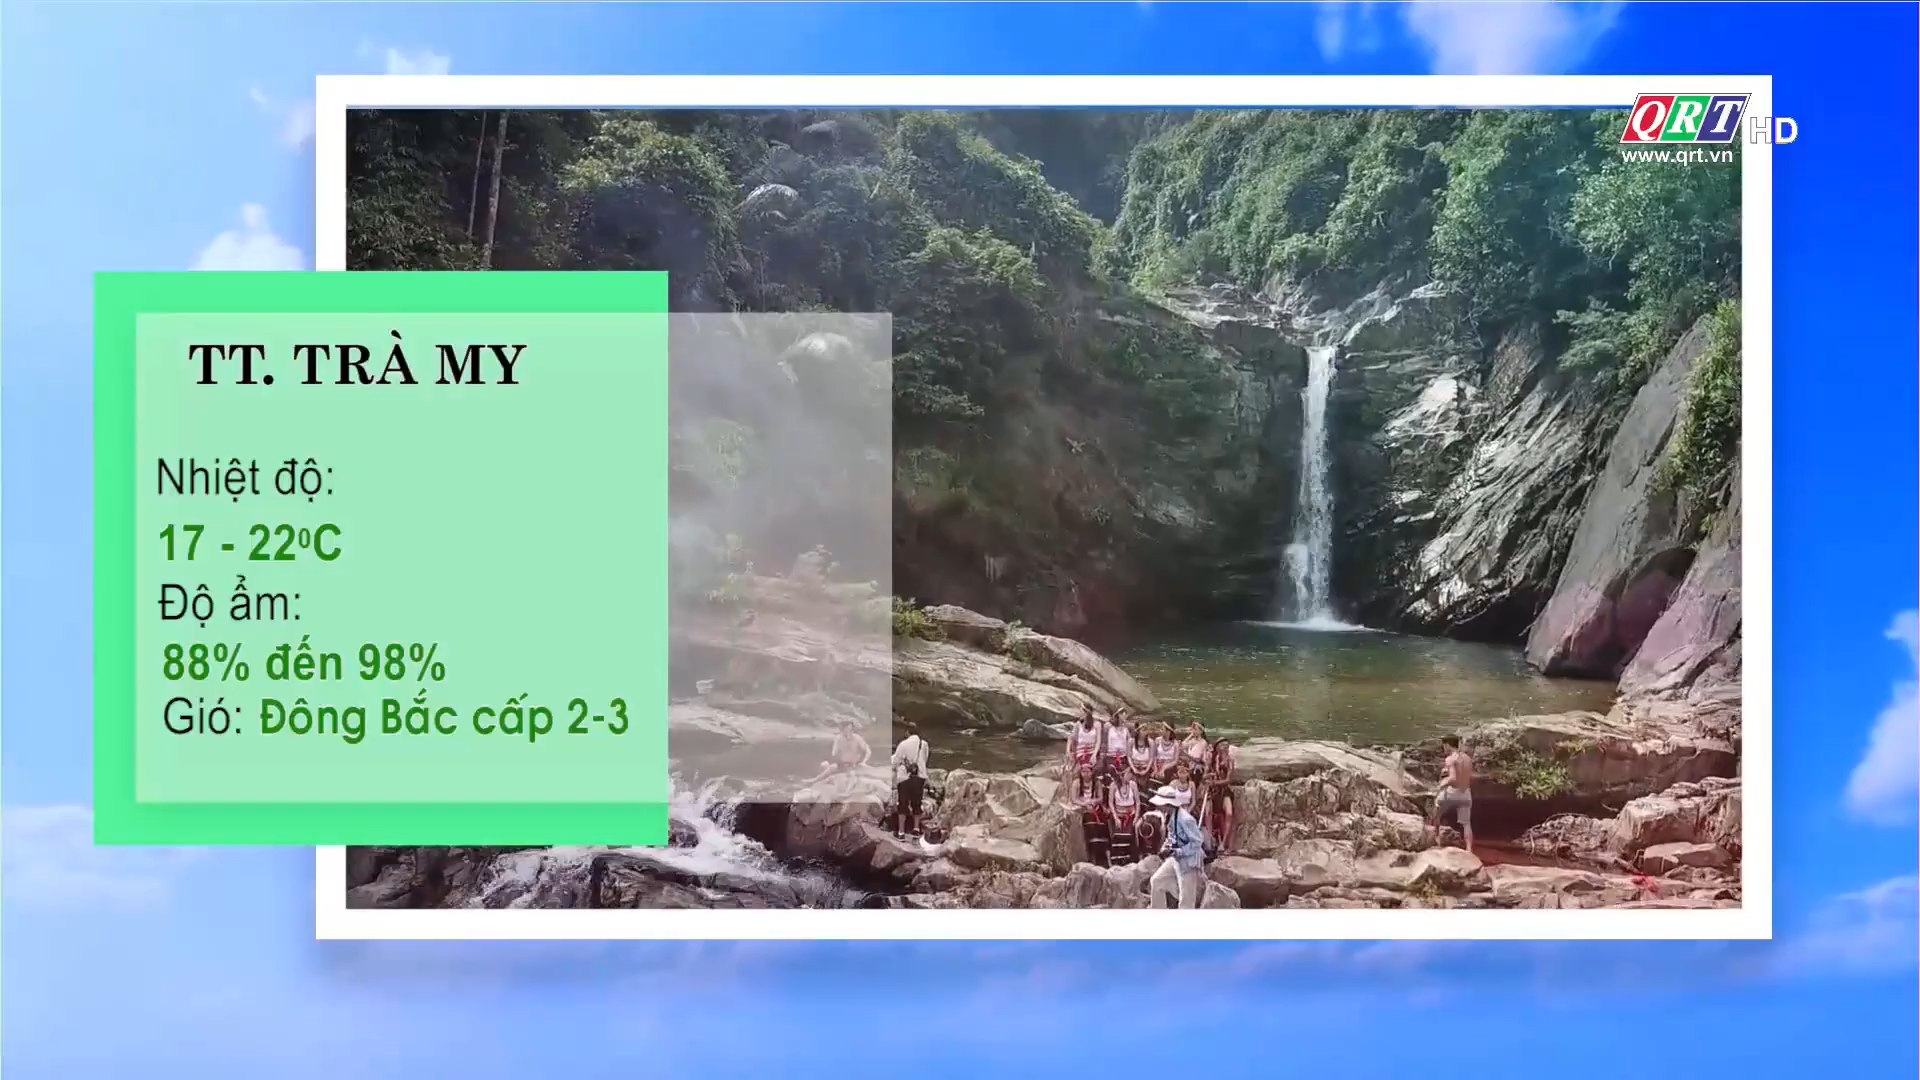 QRT HD
www.qrt.vn
TT. TRÀ MY
Nhiệt độ:
17 - 22⁰C
Độ ẩm:
88% đến 98%
Gió: Đông Bắc cấp 2-3